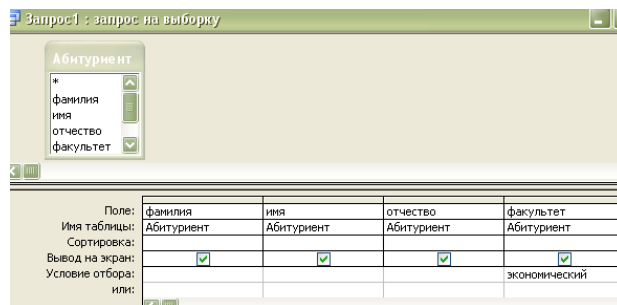 Запрос1 : запрос на выборку
Абитуриент
*
фамилия
имя
отчество
факультет
Поле: фамилия имя отчество факультет
Имя таблицы: Абитуриент Абитуриент Абитуриент Абитуриент
Сортировка:
Вывод на экран:
Условие отбора: экономический
или: